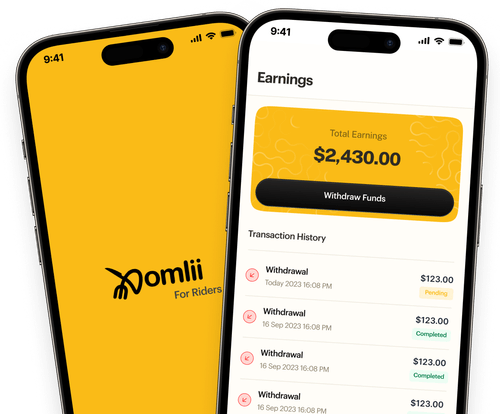 9:41
Domlii
For Riders
9:41
Earnings
Total Earnings
$2,430.00
Withdraw Funds
Transaction History
Withdrawal
$123.00
Today 2023 16:08 PM
Pending
Withdrawal
$123.00
16 Sep 2023 16:08 PM
Completed
Withdrawal
$123.00
16 Sep 2023 16:08 PM
Completed
Withdrawal
$123.00
16 Sep 2023 16:08 PM